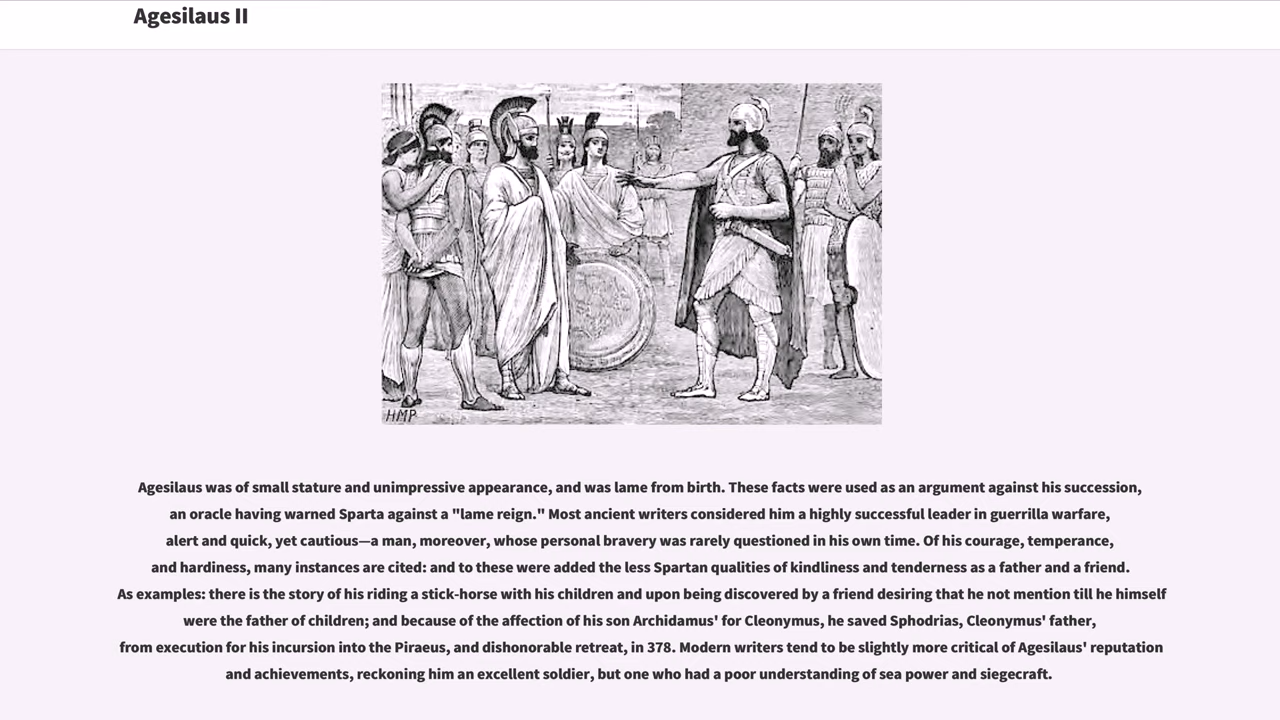 Agesilaus II
HMP
Agesilaus was of small stature and unimpressive appearance, and was lame from birth. These facts were used as an argument against his succession,
an oracle having warned Sparta against a "lame reign." Most ancient writers considered him a highly successful leader in guerrilla warfare,
alert and quick, yet cautious—a man, moreover, whose personal bravery was rarely questioned in his own time. Of his courage, temperance,
and hardiness, many instances are cited: and to these were added the less Spartan qualities of kindliness and tenderness as a father and a friend.
As examples: there is the story of his riding a stick-horse with his children and upon being discovered by a friend desiring that he not mention till he himself
were the father of children; and because of the affection of his son Archidamus' for Cleonymus, he saved Sphodrias, Cleonymus' father,
from execution for his incursion into the Piraeus, and dishonorable retreat, in 378. Modern writers tend to be slightly more critical of Agesilaus' reputation
and achievements, reckoning him an excellent soldier, but one who had a poor understanding of sea power and siegecraft.